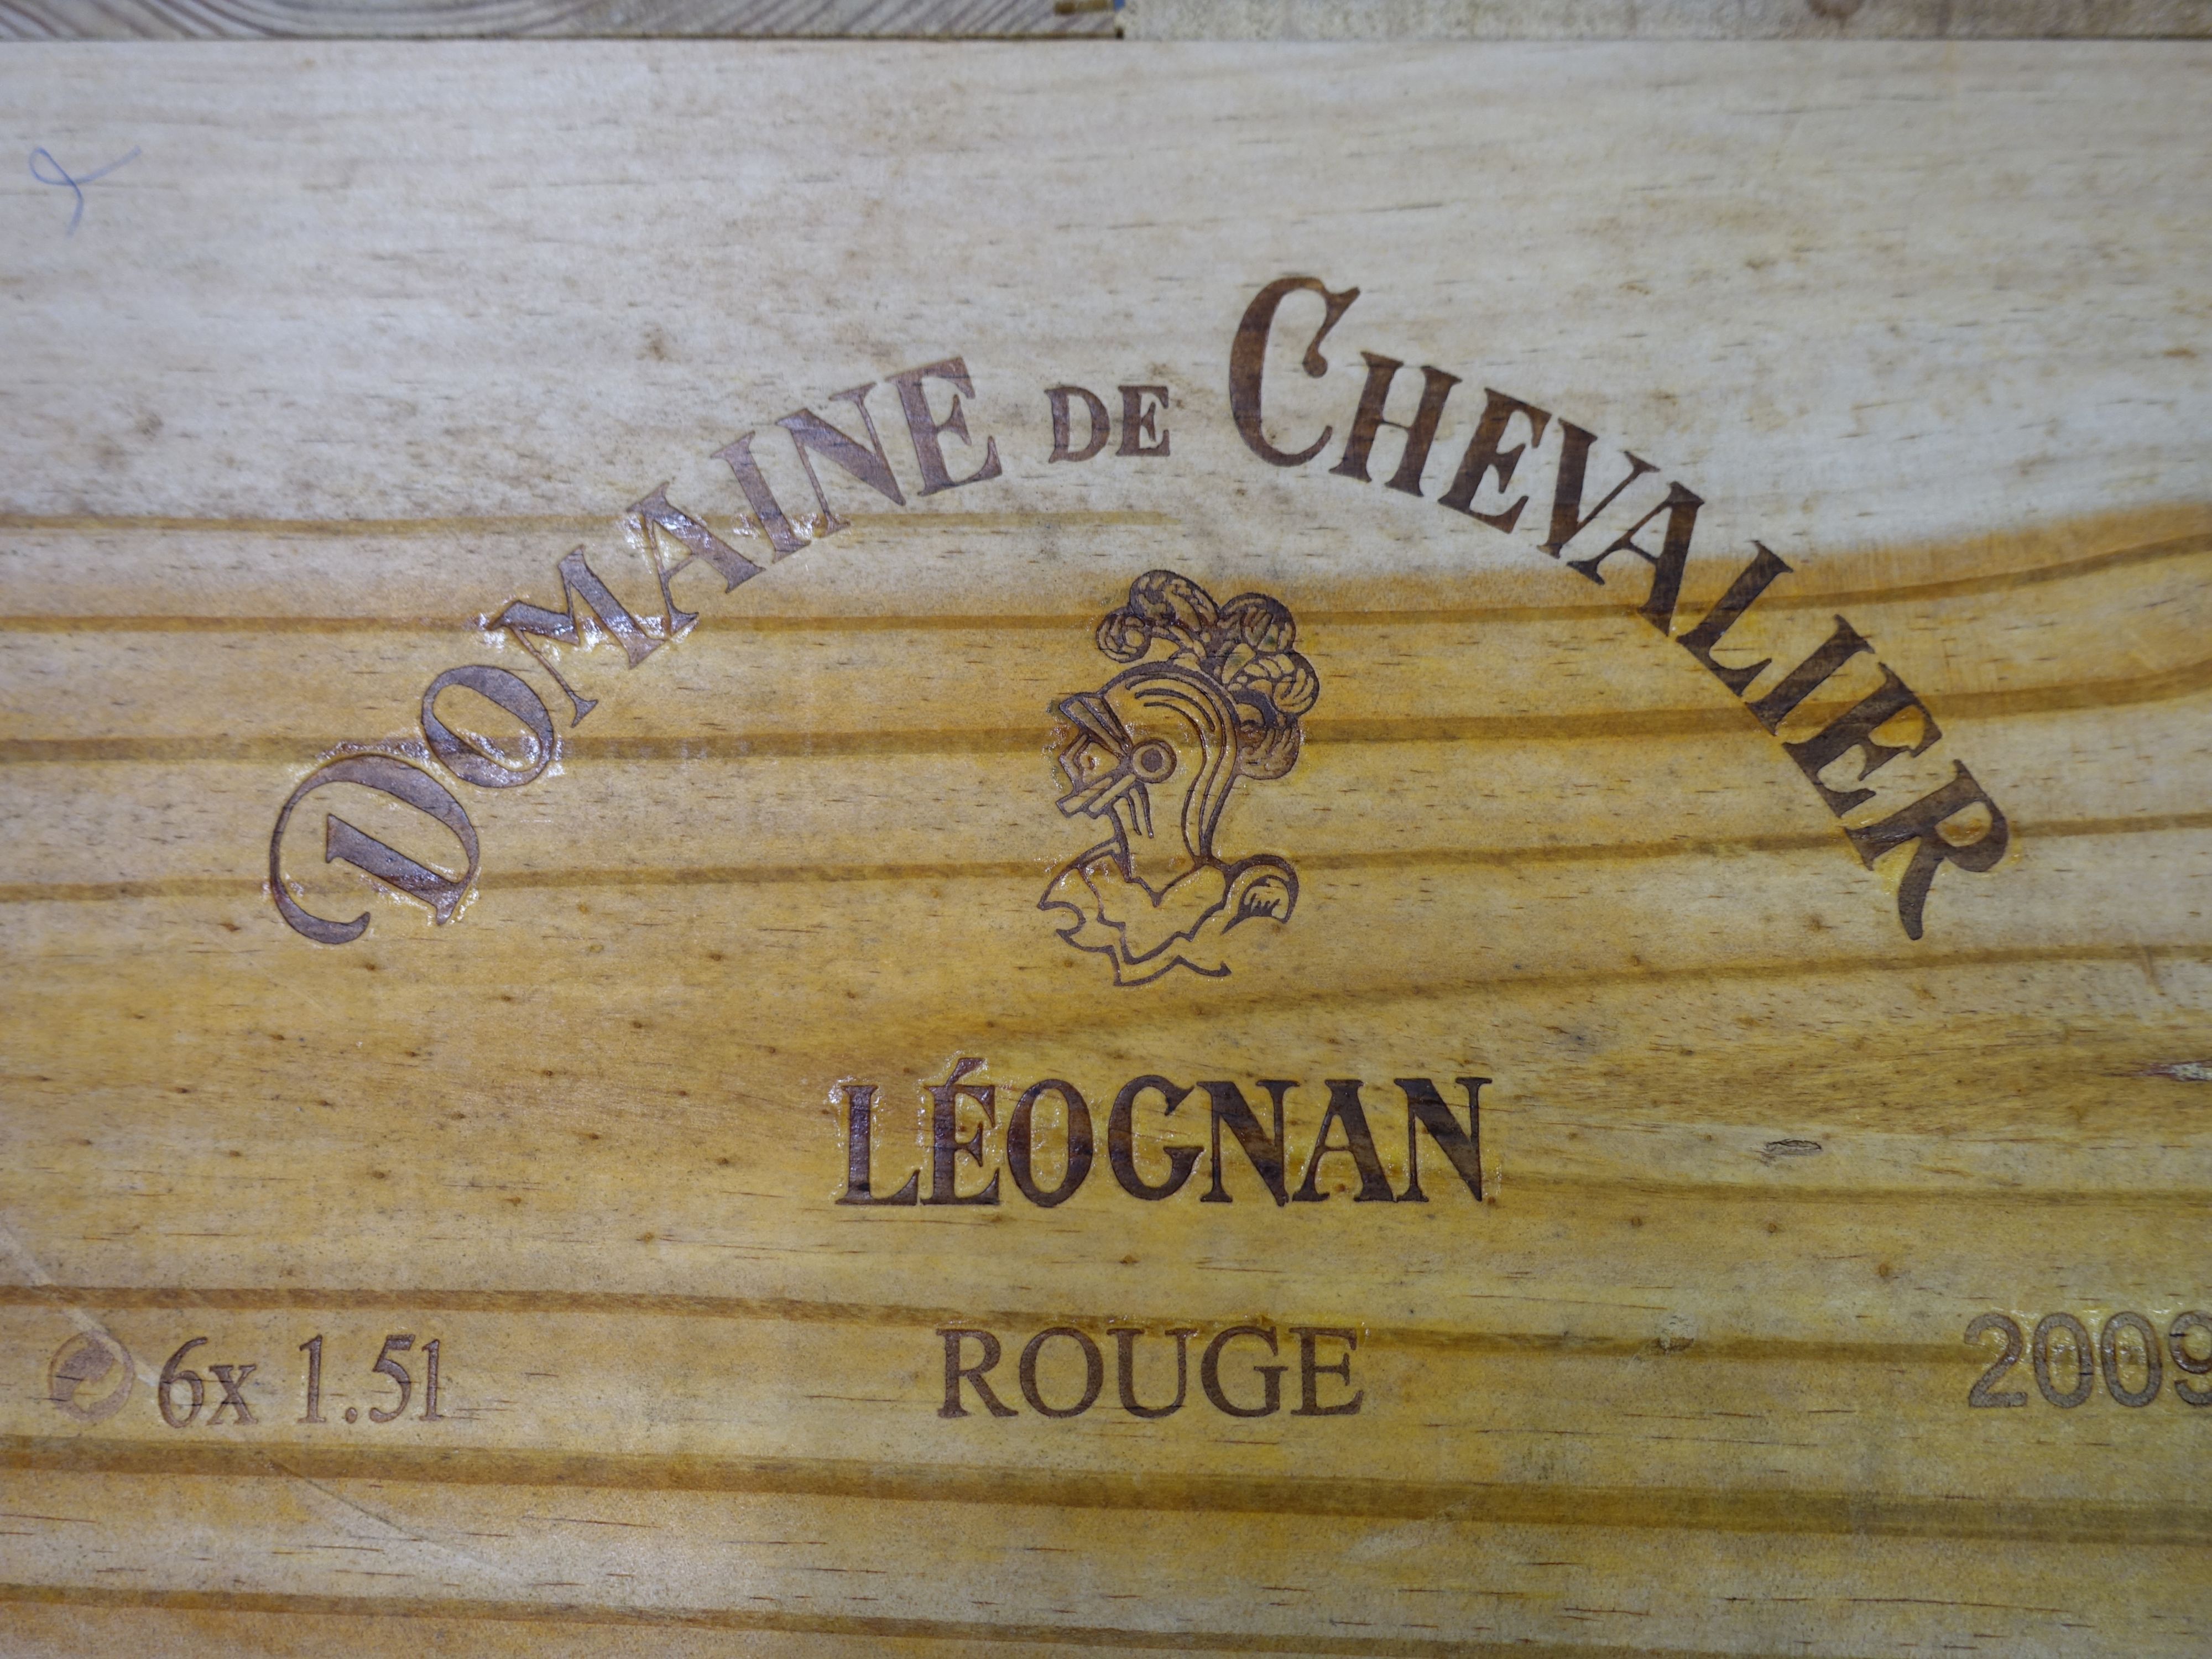 DOMAINE DE CHEVALIER
LÉOGNAN
6x 1.5l ROUGE 2009